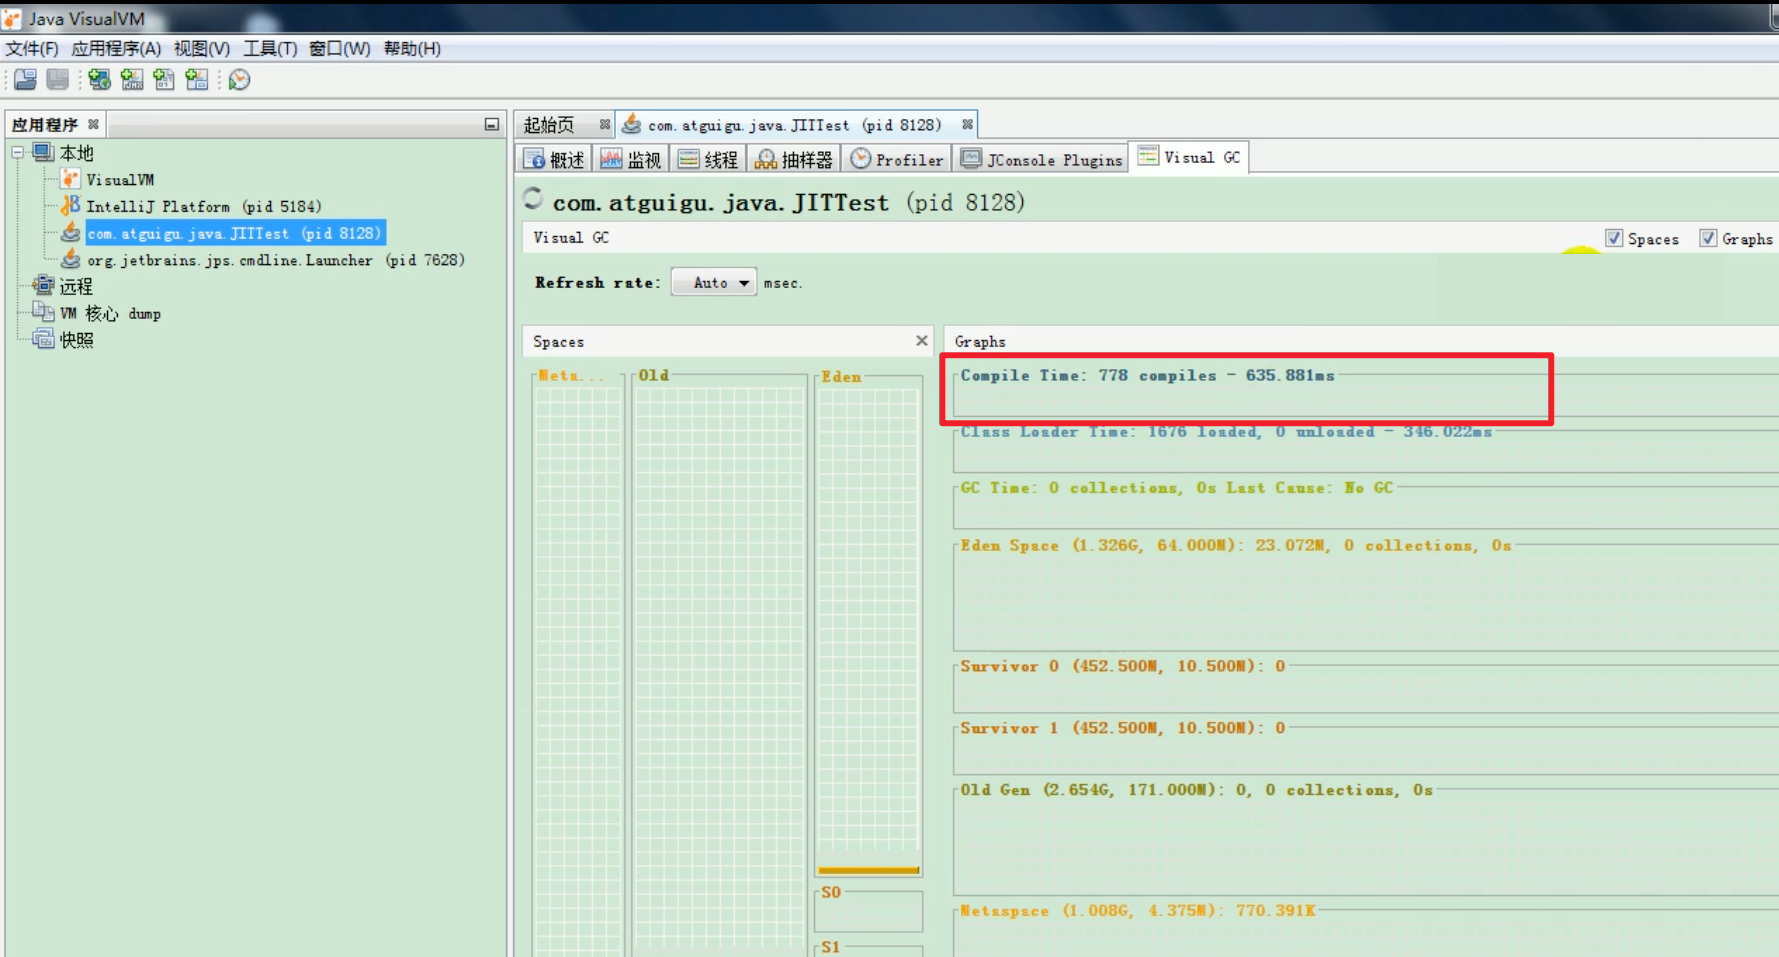 Java VisualVM
文件(F) 应用程序(A) 视图(V) 工具(T) 窗口(W) 帮助(H)
应用程序
本地
VisualVM
IntelliJ Platform (pid 5184)
com.atguigu.java.JITTest (pid 8128)
org.jetbrains.jps.cmdline.Launcher (pid 7628)
远程
VM 核心 dump
快照
起始页 com.atguigu.java.JITTest (pid 8128)
概述 监视 线程 抽样器 Profiler JConsole Plugins Visual GC
com.atguigu.java.JITTest (pid 8128)
Visual GC Spaces Graphs
Refresh rate: Auto msec.
Spaces
Meta... Old Eden
S0
S1
Graphs
Compile Time: 778 compiles - 635.881ms
Class Loader Time: 1676 loaded, 0 unloaded - 346.022ms
GC Time: 0 collections, 0s Last Cause: No GC
Eden Space (1.326G, 64.000M): 23.072M, 0 collections, 0s
Survivor 0 (452.500M, 10.500M): 0
Survivor 1 (452.500M, 10.500M): 0
Old Gen (2.654G, 171.000M): 0, 0 collections, 0s
Metaspace (1.008G, 4.375M): 770.391K